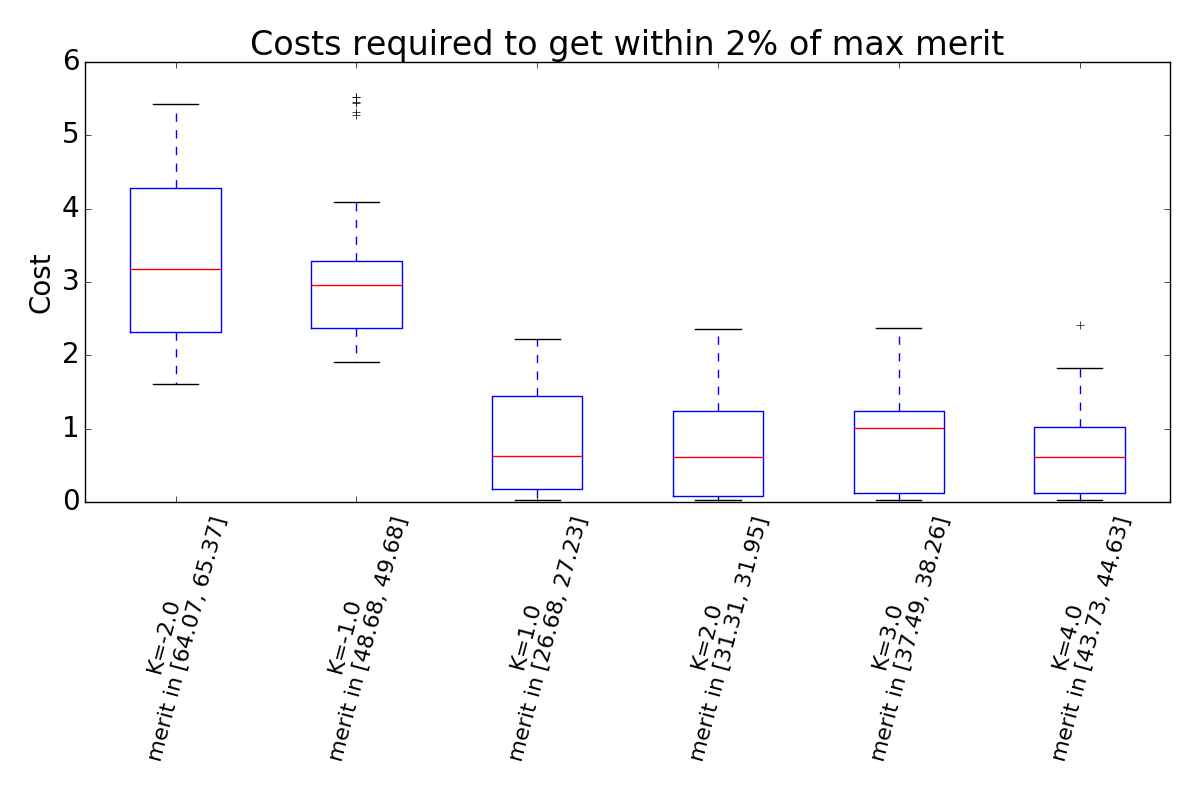 Costs required to get within 2% of max merit
6
5
4
3
2
1
0
Cost
K=-2.0
merit in [64.07, 65.37]
K=-1.0
merit in [48.68, 49.68]
K=1.0
merit in [26.68, 27.23]
K=2.0
merit in [31.31, 31.95]
K=3.0
merit in [37.49, 38.26]
K=4.0
merit in [43.73, 44.63]